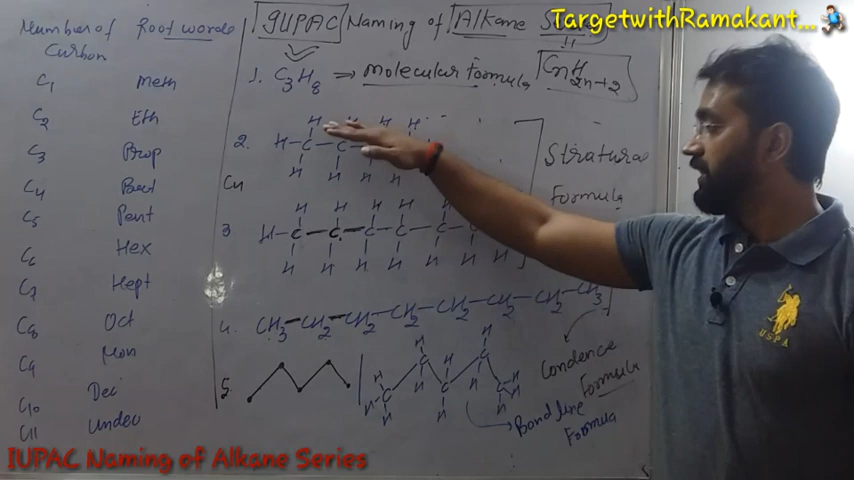 TargetwithRamakant...
IUPAC Naming of Alkane
Number of Root words
Carbon
C1 Meth
C2 Eth
C3 Prop
C4 But
C5 Pent
C6 Hex
C7 Hept
C8 Oct
C9 Non
C10 Dec
C11 Undec
1. C3H8 ⇒ Molecular Formula CnH2n+2
2.
H H H H
H-C-C
H H H H
Formula
3
H H H H H
H-C-C-C-C-C-C
H H H H H H
4. CH3-CH2-CH2-CH2-CH2-CH2-CH2-CH3
Condence
Formula
5.
Bond line
Formula
USPA
IUPAC Naming of Alkane Series